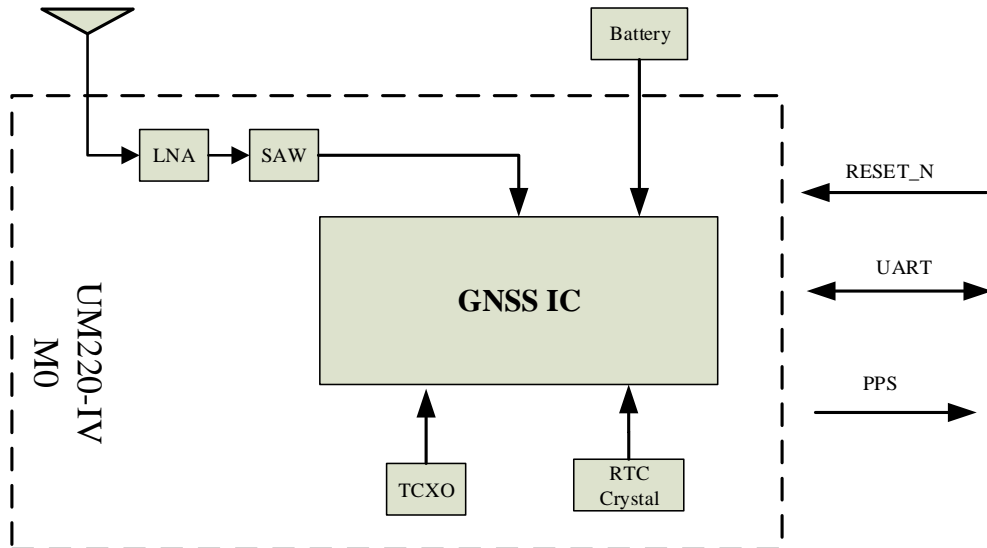 Battery
LNA
SAW
RESET_N
GNSS IC
UART
UM220-IV
M0
PPS
TCXO
RTC
Crystal